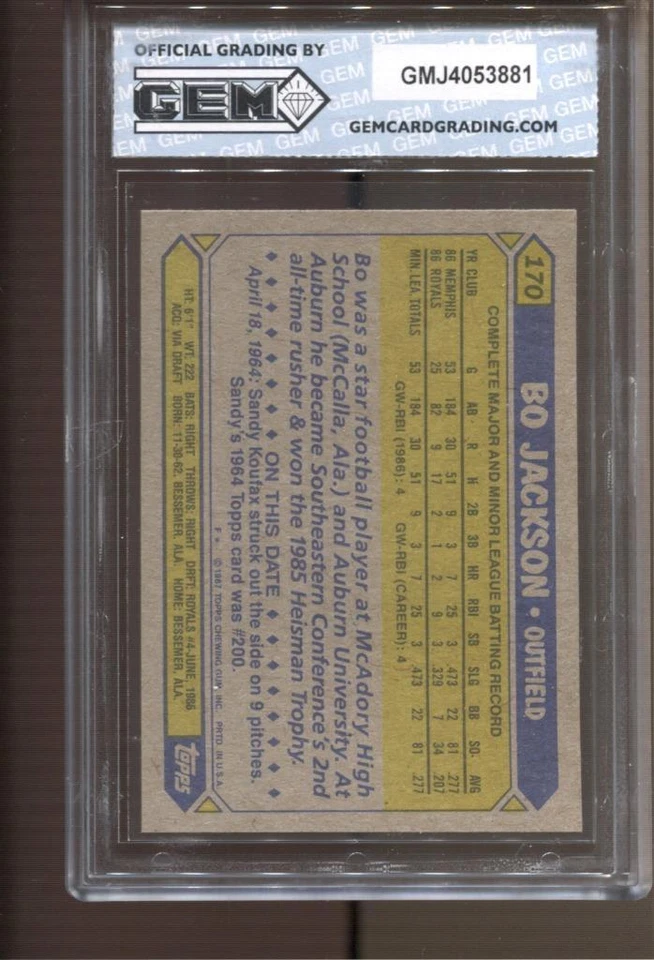 OFFICIAL GRADING BY
GEM
GMJ4053881
GEMCARDGRADING.COM
170
BO JACKSON • OUTFIELD
COMPLETE MAJOR AND MINOR LEAGUE BATTING RECORD
YR CLUB G AB R H 2B 3B HR RBI SB SLG BB SO AVG
86 MEMPHIS 53 184 30 51 9 3 7 25 3 .473 22 81 .277
86 ROYALS 25 82 9 17 2 1 2 9 3 .329 7 34 .207
MIN. LEA. TOTALS 53 184 30 51 9 3 7 25 3 .473 22 81 .277
GW-RBI (1986): 4 GW-RBI (CAREER): 4
Bo was a star football player at McAdory High
School (McCalla, Ala.) and Auburn University. At
Auburn he became Southeastern Conference's 2nd
all-time rusher & won the 1985 Heisman Trophy.
♦ ♦ ♦ ♦ ♦ ♦ ON THIS DATE ♦ ♦ ♦ ♦ ♦ ♦
April 18, 1964: Sandy Koufax struck out the side on 9 pitches.
Sandy's 1964 Topps card was #200.
F* ©1987 TOPPS CHEWING GUM, INC. PRTD. IN U.S.A.
HT: 6'1" WT: 222 BATS: RIGHT THROWS: RIGHT DRFT: ROYALS #4-JUNE, 1986
ACQ: VIA DRAFT BORN: 11-30-62, BESSEMER, ALA. HOME: BESSEMER, ALA.
topps